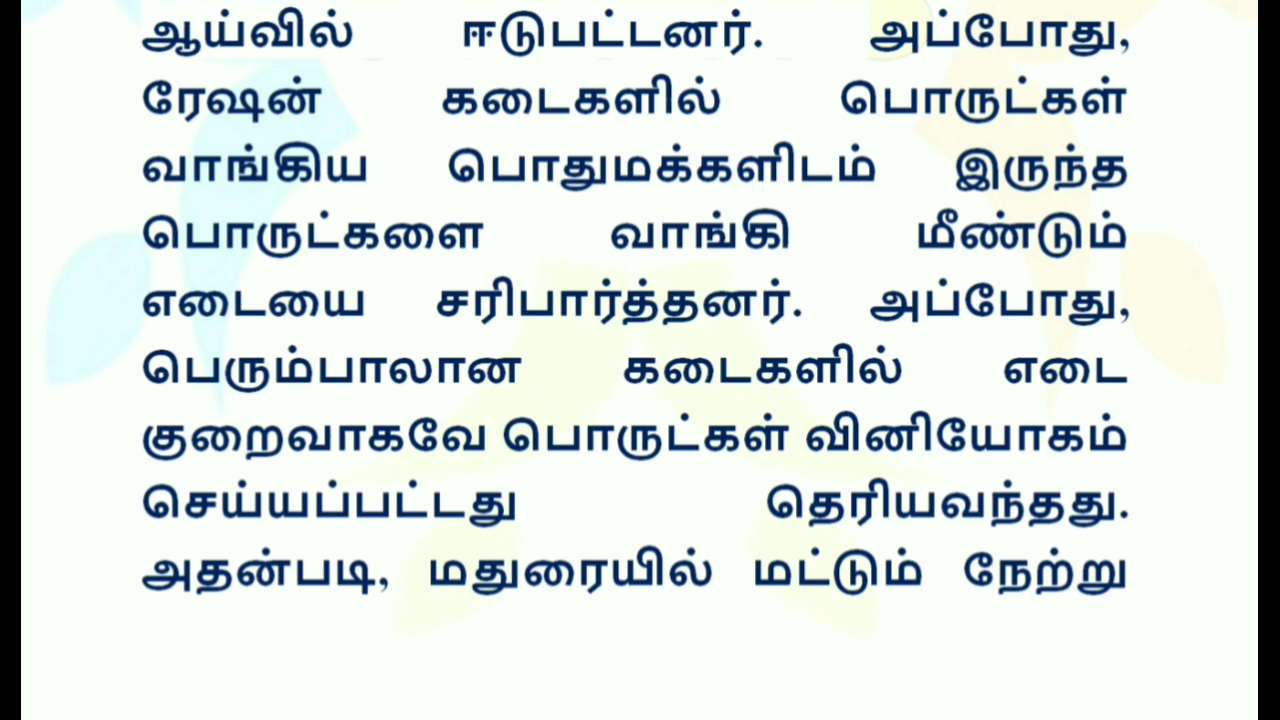 ஆய்வில் ஈடுபட்டனர். அப்போது,
ரேஷன் கடைகளில் பொருட்கள்
வாங்கிய பொதுமக்களிடம் இருந்த
பொருட்களை வாங்கி மீண்டும்
எடையை சரிபார்த்தனர். அப்போது,
பெரும்பாலான கடைகளில் எடை
குறைவாகவே பொருட்கள் வினியோகம்
செய்யப்பட்டது தெரியவந்தது.
அதன்படி, மதுரையில் மட்டும் நேற்று